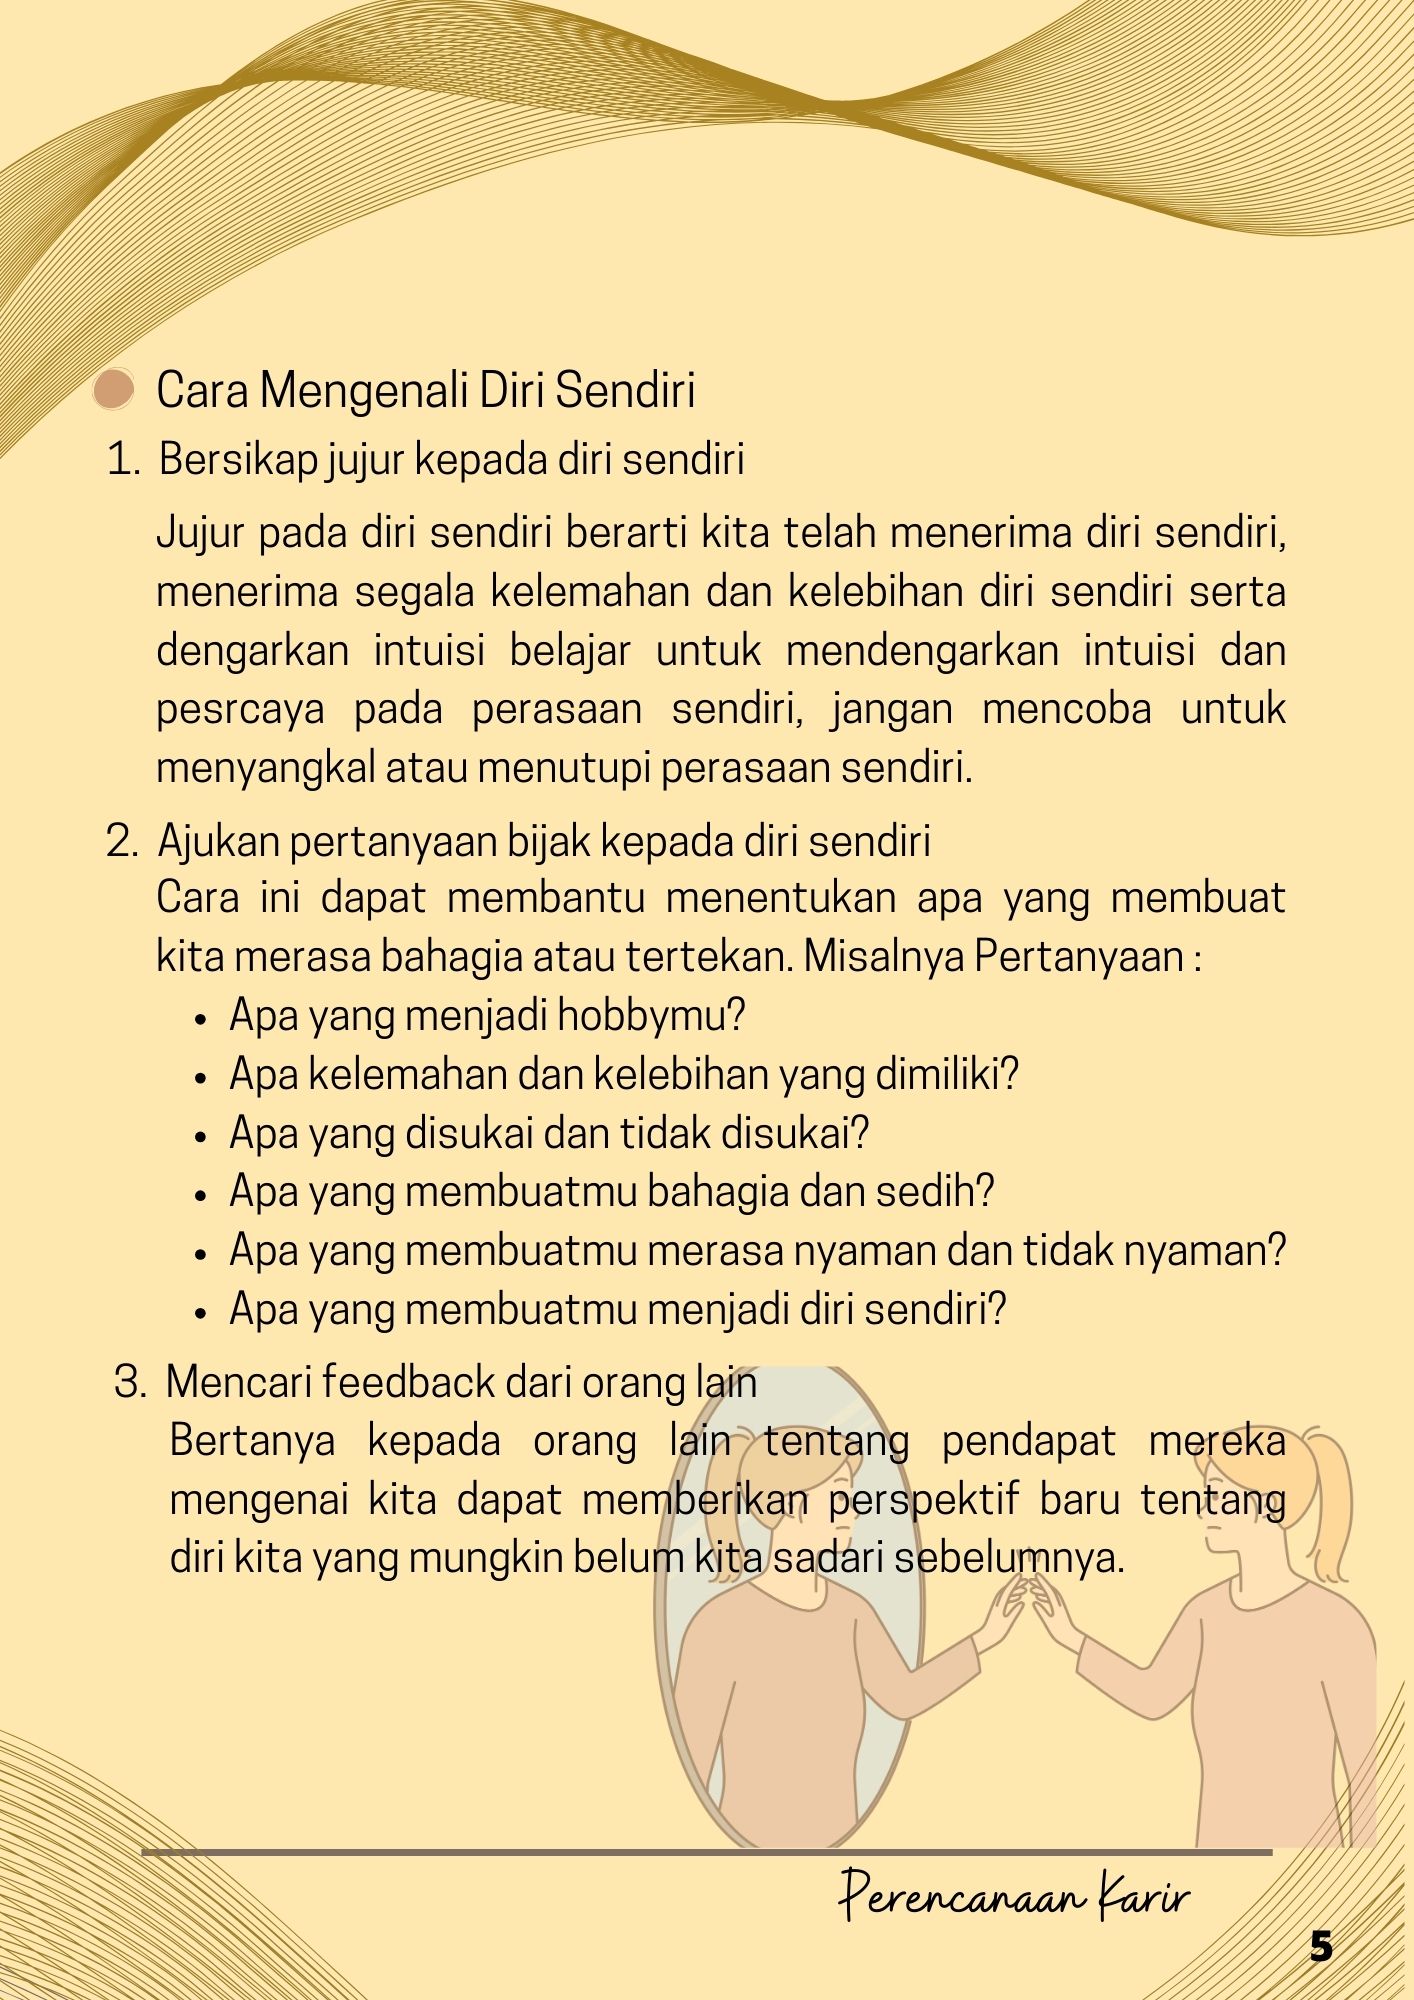 Cara Mengenali Diri Sendiri
1. Bersikap jujur kepada diri sendiri
Jujur pada diri sendiri berarti kita telah menerima diri sendiri,
menerima segala kelemahan dan kelebihan diri sendiri serta
dengarkan intuisi belajar untuk mendengarkan intuisi dan
pesrcaya pada perasaan sendiri, jangan mencoba untuk
menyangkal atau menutupi perasaan sendiri.
2. Ajukan pertanyaan bijak kepada diri sendiri
Cara ini dapat membantu menentukan apa yang membuat
kita merasa bahagia atau tertekan. Misalnya Pertanyaan :
• Apa yang menjadi hobbymu?
• Apa kelemahan dan kelebihan yang dimiliki?
• Apa yang disukai dan tidak disukai?
• Apa yang membuatmu bahagia dan sedih?
• Apa yang membuatmu merasa nyaman dan tidak nyaman?
• Apa yang membuatmu menjadi diri sendiri?
3. Mencari feedback dari orang lain
Bertanya kepada orang lain tentang pendapat mereka
mengenai kita dapat memberikan perspektif baru tentang
diri kita yang mungkin belum kita sadari sebelumnya.
Perencanaan Karir
5